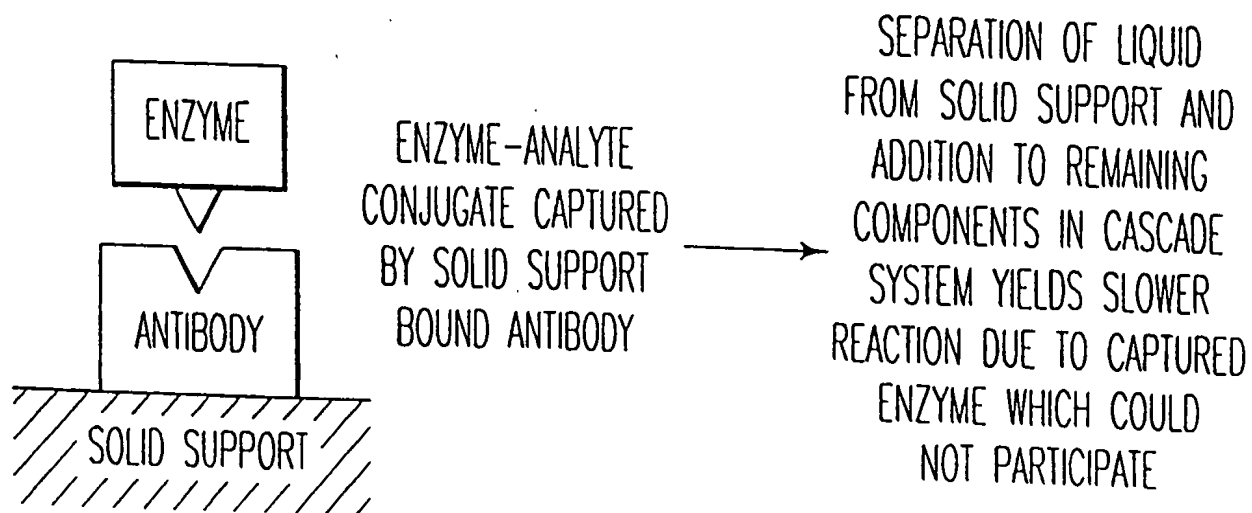 ENZYME
ANTIBODY
SOLID SUPPORT
ENZYME-ANALYTE
CONJUGATE CAPTURED
BY SOLID SUPPORT
BOUND ANTIBODY
SEPARATION OF LIQUID
FROM SOLID SUPPORT AND
ADDITION TO REMAINING
COMPONENTS IN CASCADE
SYSTEM YIELDS SLOWER
REACTION DUE TO CAPTURED
ENZYME WHICH COULD
NOT PARTICIPATE